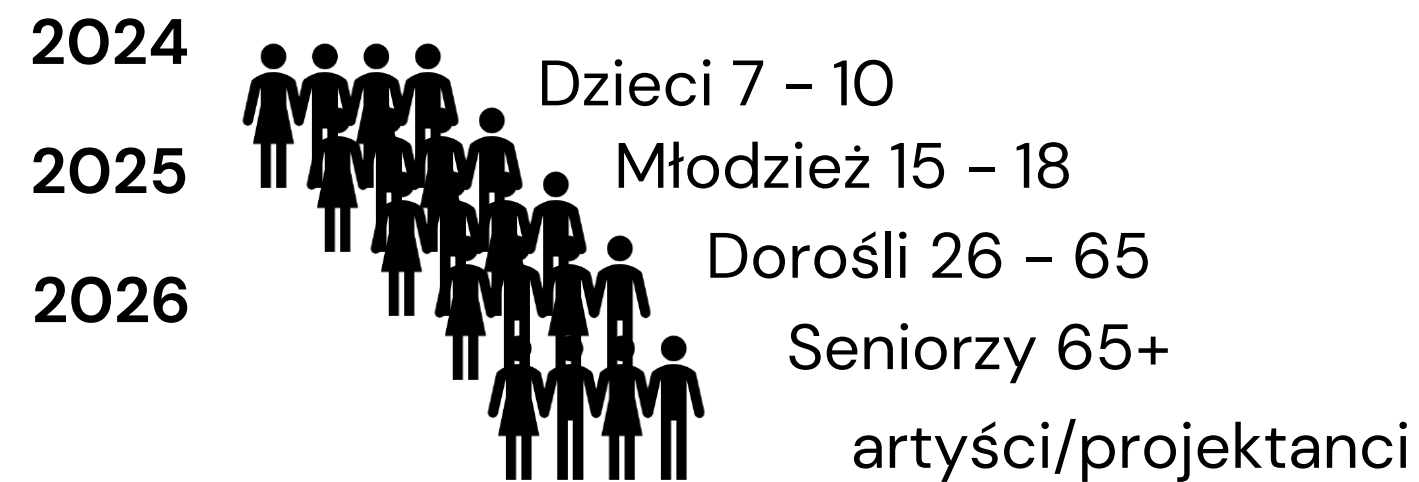 2024
2025
2026
Dzieci 7 – 10
Młodzież 15 – 18
Dorośli 26 – 65
Seniorzy 65+
artyści/projektanci